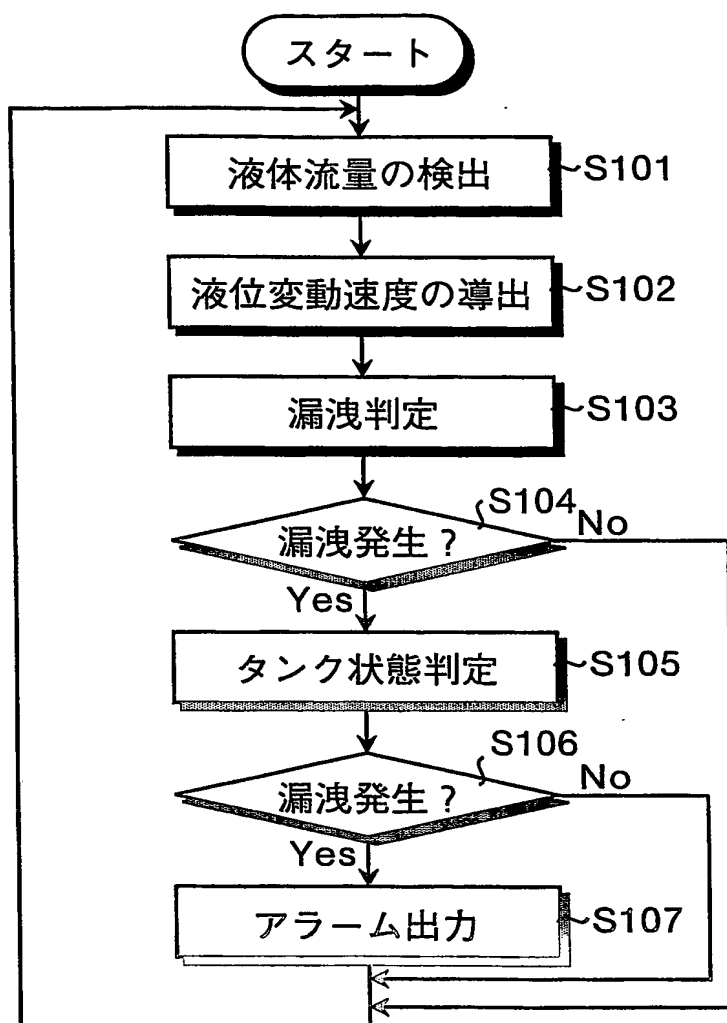 スタート
液体流量の検出
S101
液位変動速度の導出
S102
漏洩判定
S103
S104
漏洩発生？
No
Yes
タンク状態判定
S105
S106
漏洩発生？
No
Yes
アラーム出力
S107